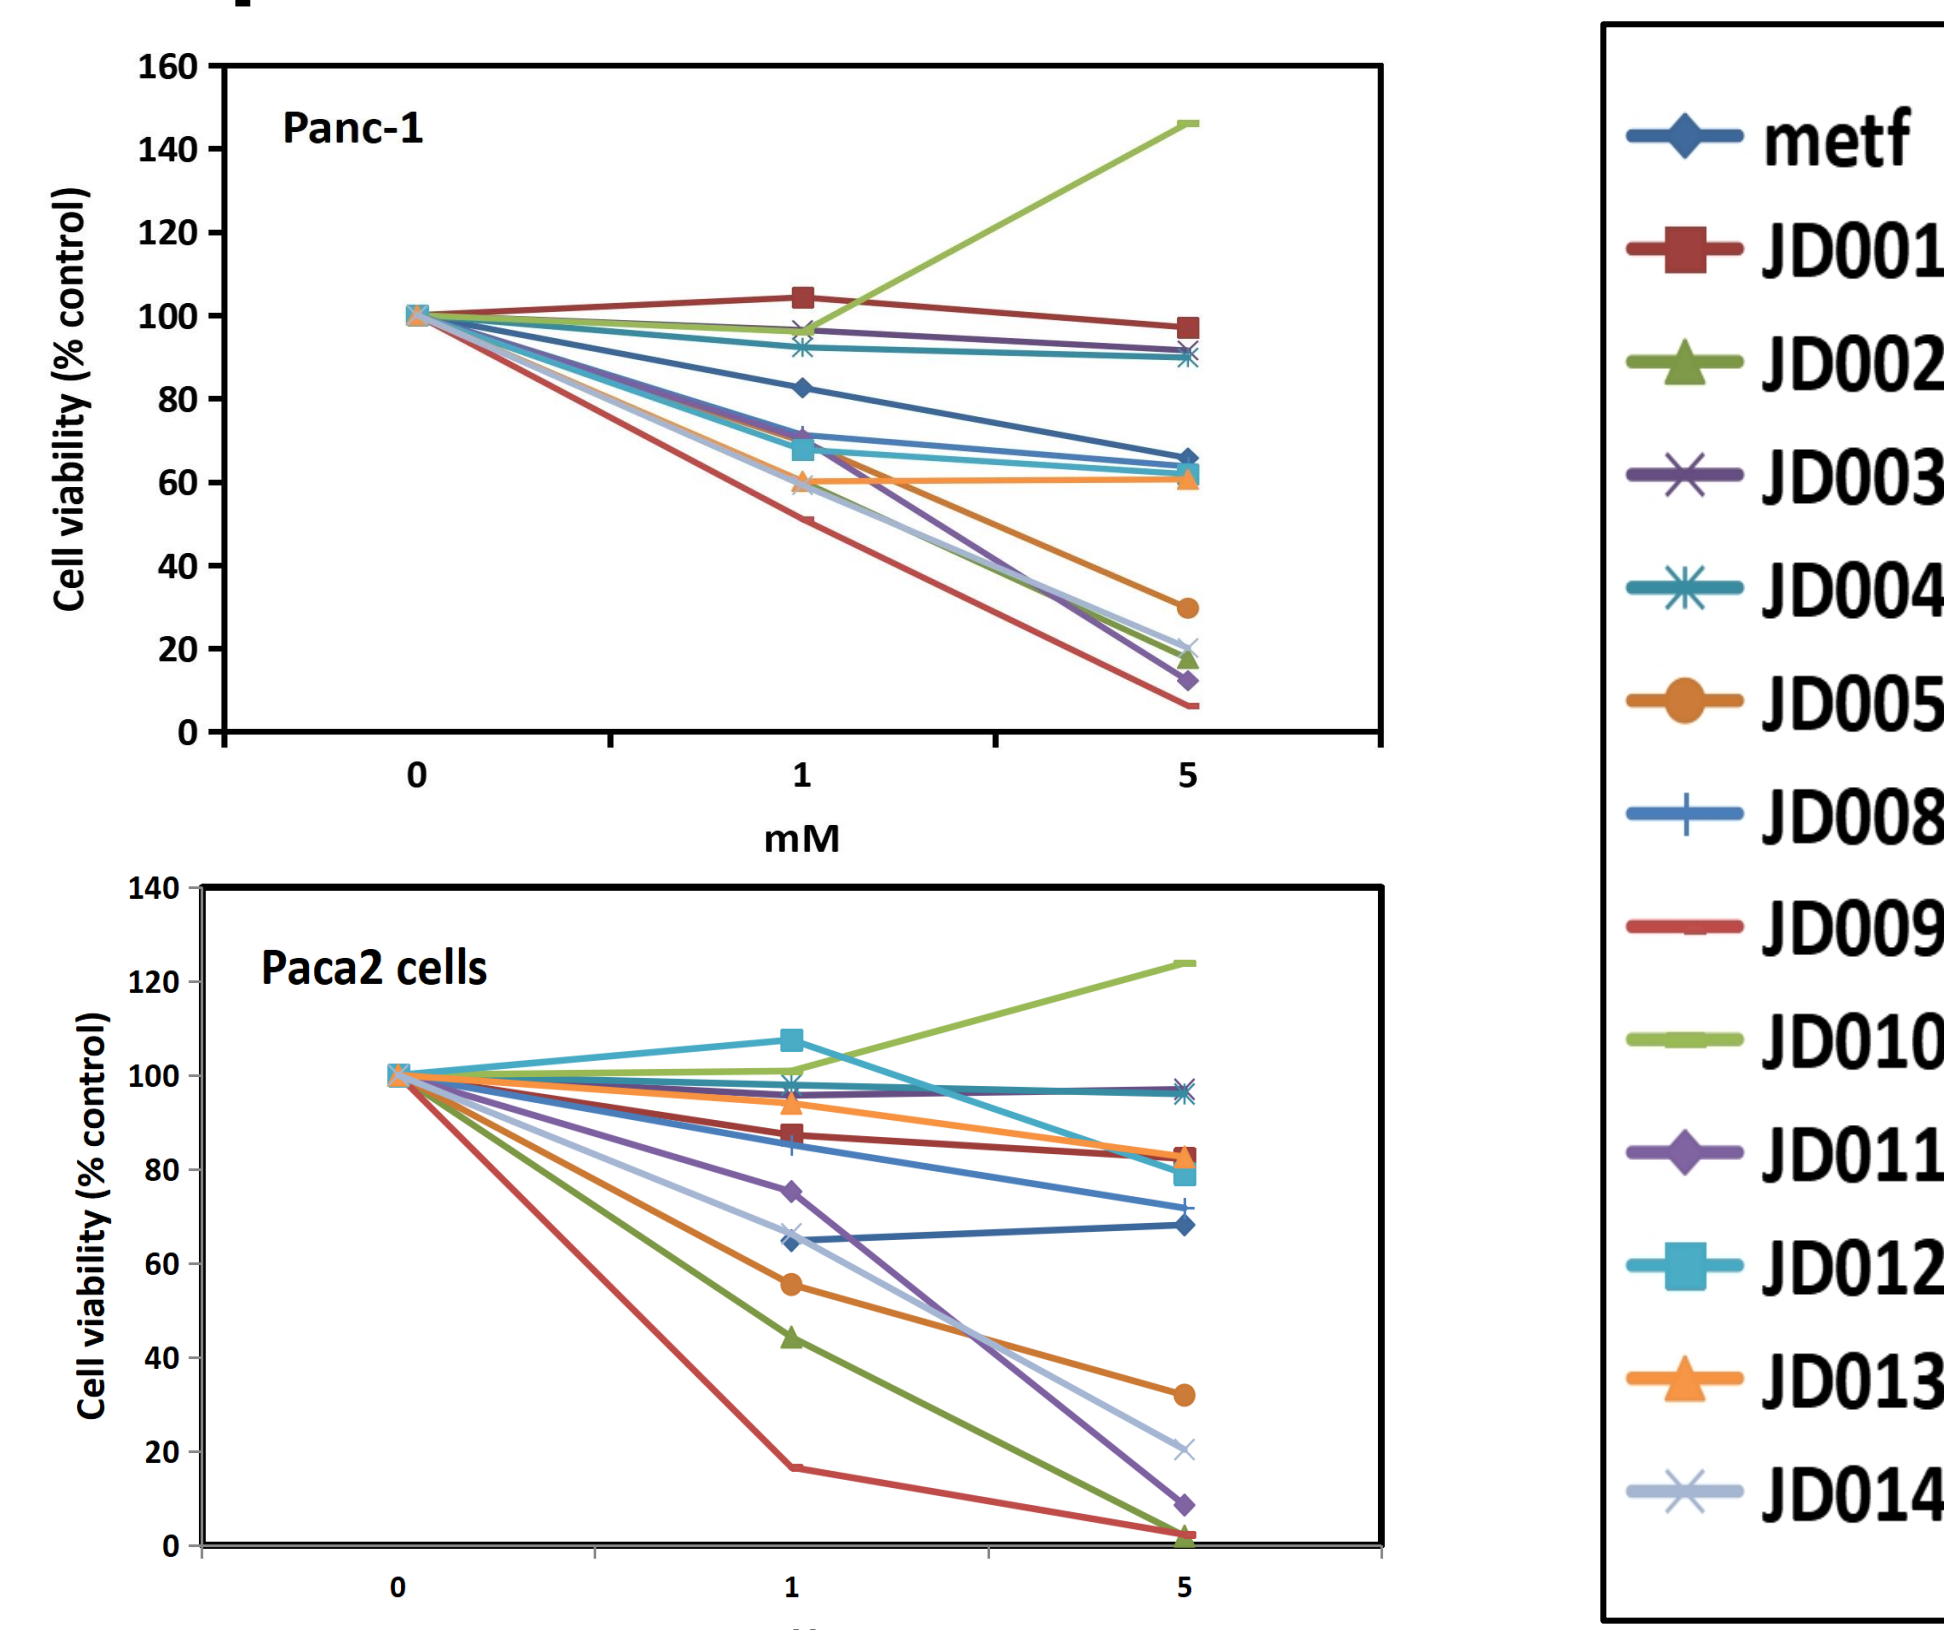 160
Panc-1
140
120
100
80
60
40
20
0
Cell viability (% control)
0 1 5
mM
140
Paca2 cells
120
100
80
60
40
20
0
Cell viability (% control)
0 1 5
metf
JD001
JD002
JD003
JD004
JD005
JD008
JD009
JD010
JD011
JD012
JD013
JD014